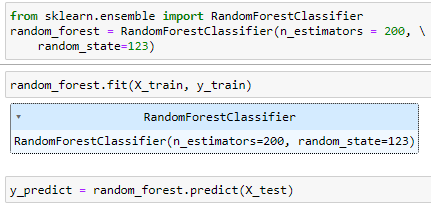 from sklearn.ensemble import RandomForestClassifier
random_forest = RandomForestClassifier(n_estimators = 200, \
    random_state=123)
random_forest.fit(X_train, y_train)
RandomForestClassifier
RandomForestClassifier(n_estimators=200, random_state=123)
y_predict = random_forest.predict(X_test)